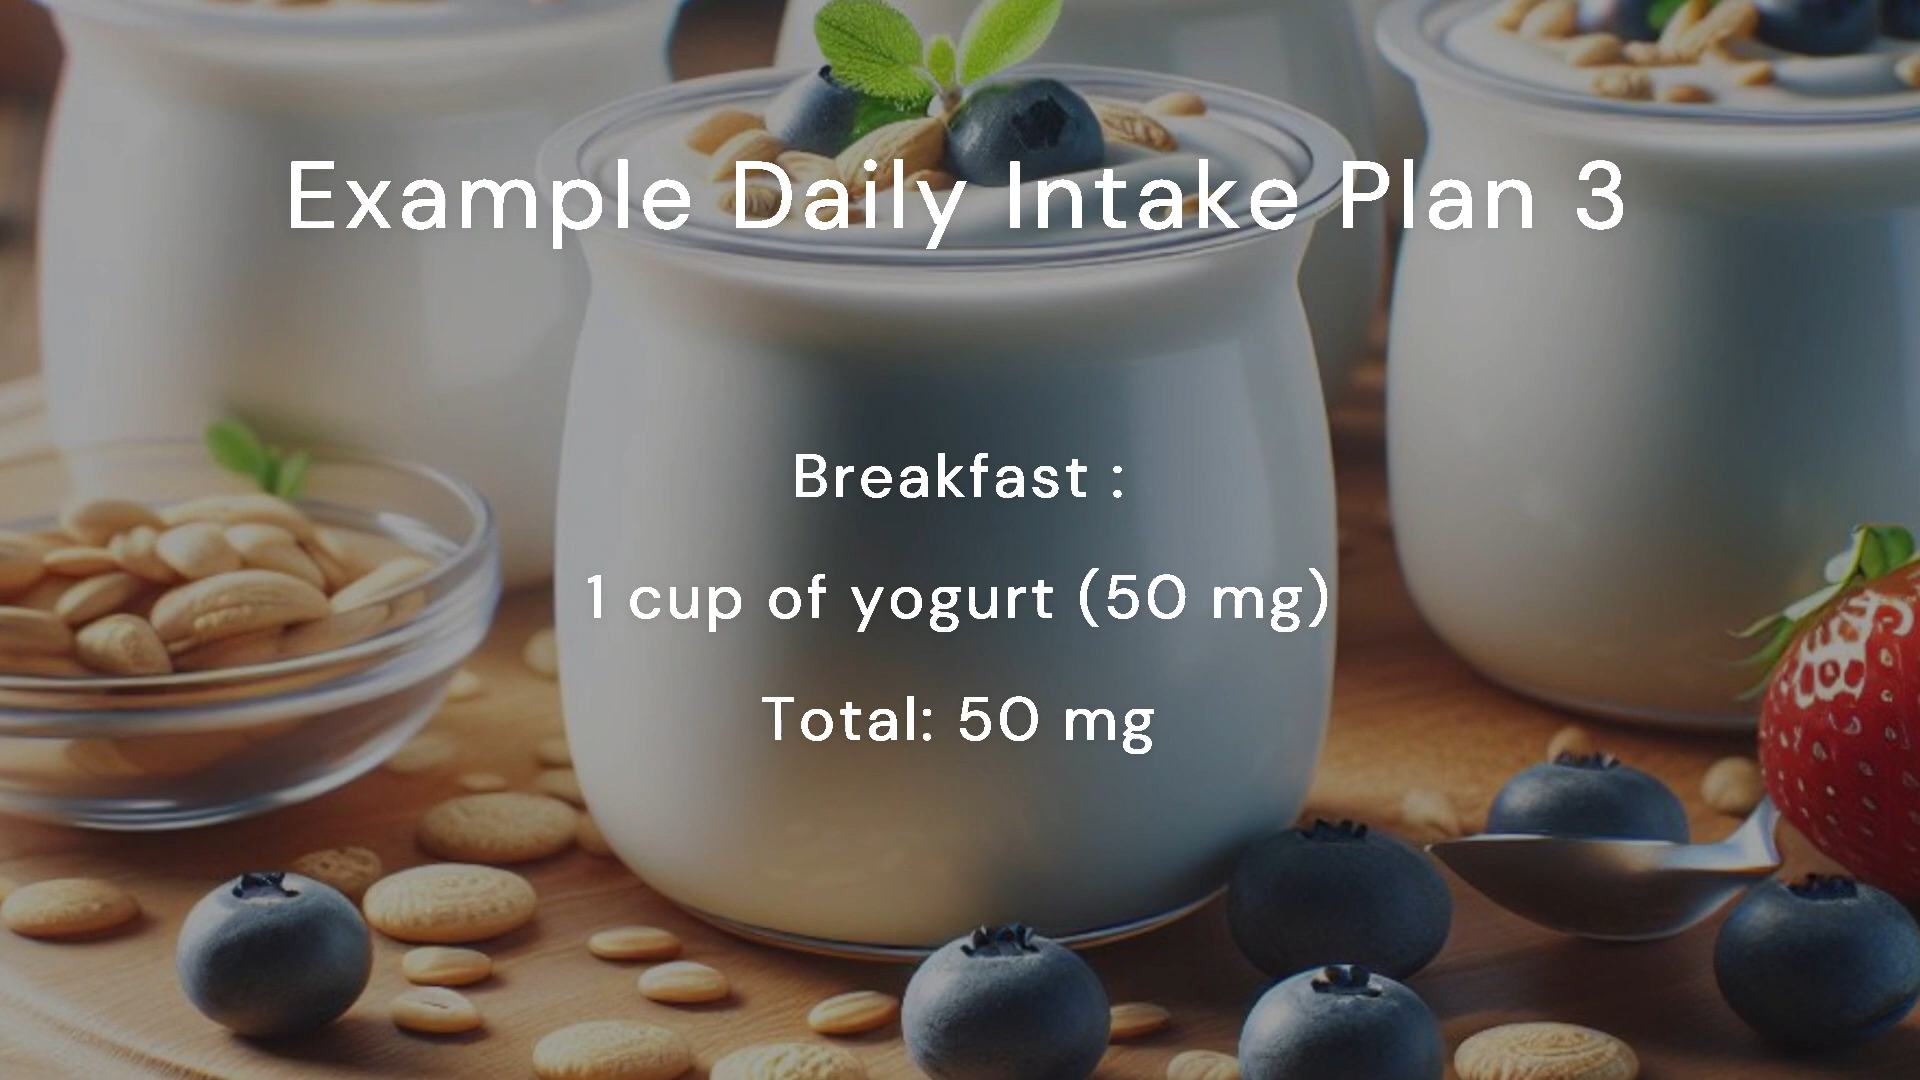 Example Daily Intake Plan 3
Breakfast :
1 cup of yogurt (50 mg)
Total: 50 mg